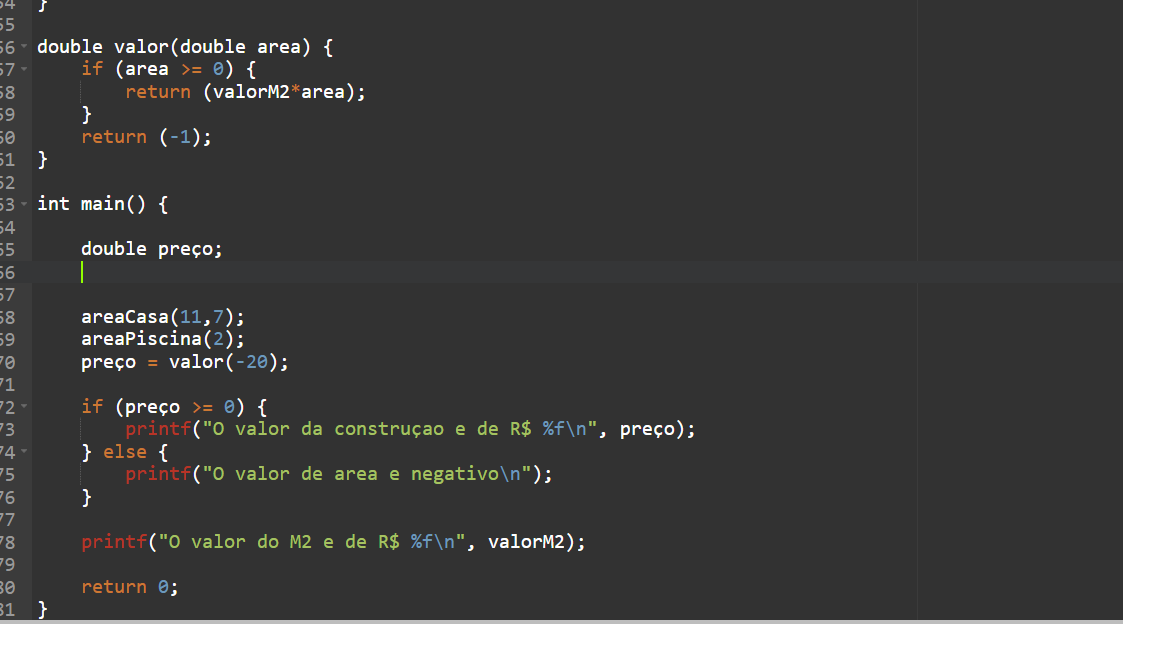 54 }
55
56 double valor(double area) {
57 if (area >= 0) {
58 return (valorM2*area);
59 }
60 return (-1);
61 }
62
63 int main() {
64
65 double preço;
66
67
68 areaCasa(11,7);
69 areaPiscina(2);
70 preço = valor(-20);
71
72 if (preço >= 0) {
73 printf("O valor da construçao e de R$ %f\n", preço);
74 } else {
75 printf("O valor de area e negativo\n");
76 }
77
78 printf("O valor do M2 e de R$ %f\n", valorM2);
79
80 return 0;
81 }